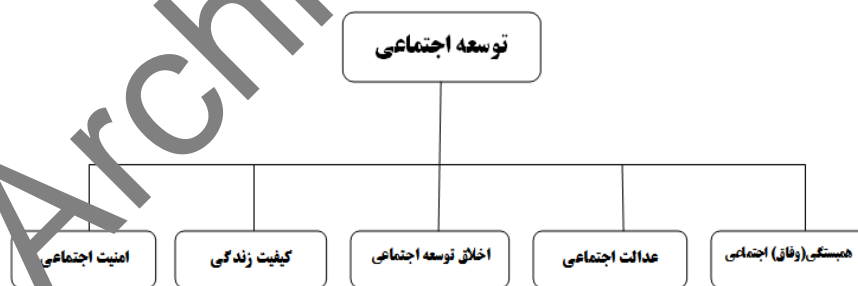 توسعه اجتماعی
همبستگی(وفاق) اجتماعی
عدالت اجتماعی
اخلاق توسعه اجتماعی
کیفیت زندگی
امنیت اجتماعی